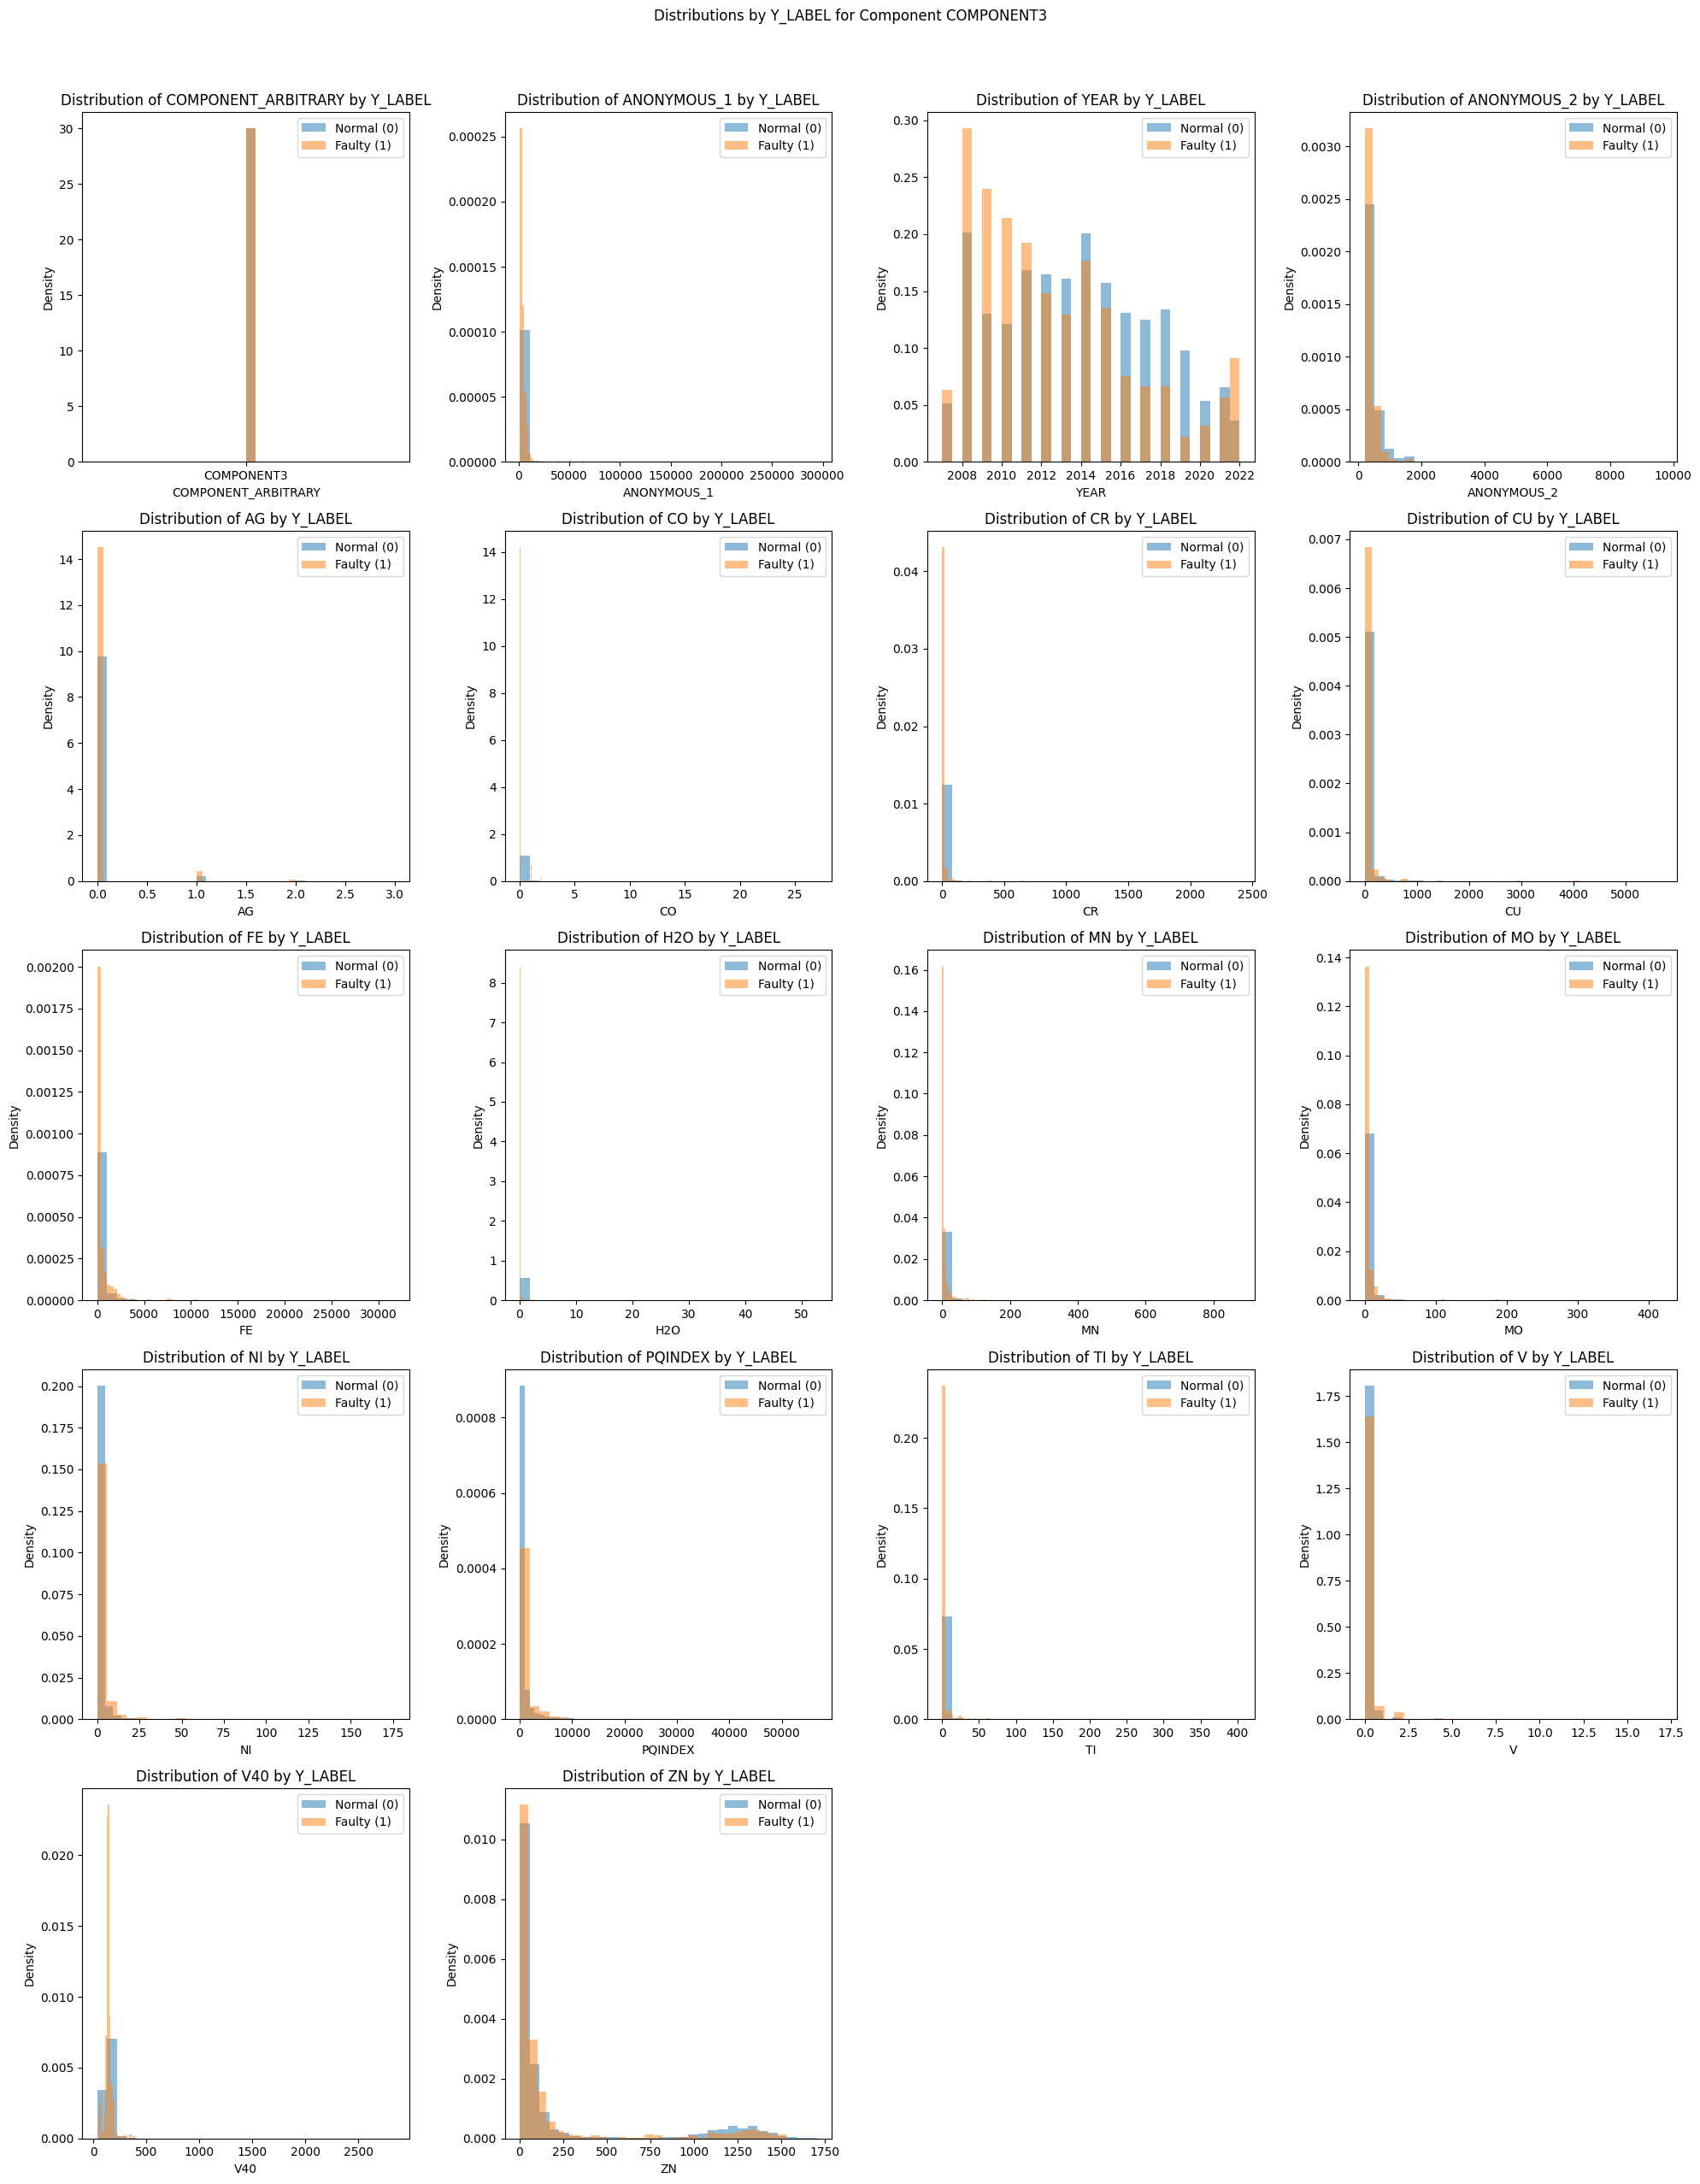 Distributions by Y_LABEL for Component COMPONENT3
Distribution of COMPONENT_ARBITRARY by Y_LABEL
Normal (0)
Faulty (1)
30
25
20
15
10
5
0
Density
COMPONENT3
COMPONENT_ARBITRARY
Distribution of ANONYMOUS_1 by Y_LABEL
Normal (0)
Faulty (1)
0.00025
0.00020
0.00015
0.00010
0.00005
0.00000
Density
0 50000 100000 150000 200000 250000 300000
ANONYMOUS_1
Distribution of YEAR by Y_LABEL
Normal (0)
Faulty (1)
0.30
0.25
0.20
0.15
0.10
0.05
0.00
Density
2008 2010 2012 2014 2016 2018 2020 2022
YEAR
Distribution of ANONYMOUS_2 by Y_LABEL
Normal (0)
Faulty (1)
0.0030
0.0025
0.0020
0.0015
0.0010
0.0005
0.0000
Density
0 2000 4000 6000 8000 10000
ANONYMOUS_2
Distribution of AG by Y_LABEL
Normal (0)
Faulty (1)
14
12
10
8
6
4
2
0
Density
0.0 0.5 1.0 1.5 2.0 2.5 3.0
AG
Distribution of CO by Y_LABEL
Normal (0)
Faulty (1)
14
12
10
8
6
4
2
0
Density
0 5 10 15 20 25
CO
Distribution of CR by Y_LABEL
Normal (0)
Faulty (1)
0.04
0.03
0.02
0.01
0.00
Density
0 500 1000 1500 2000 2500
CR
Distribution of CU by Y_LABEL
Normal (0)
Faulty (1)
0.007
0.006
0.005
0.004
0.003
0.002
0.001
0.000
Density
0 1000 2000 3000 4000 5000
CU
Distribution of FE by Y_LABEL
Normal (0)
Faulty (1)
0.00200
0.00175
0.00150
0.00125
0.00100
0.00075
0.00050
0.00025
0.00000
Density
0 5000 10000 15000 20000 25000 30000
FE
Distribution of H2O by Y_LABEL
Normal (0)
Faulty (1)
8
7
6
5
4
3
2
1
0
Density
0 10 20 30 40 50
H2O
Distribution of MN by Y_LABEL
Normal (0)
Faulty (1)
0.16
0.14
0.12
0.10
0.08
0.06
0.04
0.02
0.00
Density
0 200 400 600 800
MN
Distribution of MO by Y_LABEL
Normal (0)
Faulty (1)
0.14
0.12
0.10
0.08
0.06
0.04
0.02
0.00
Density
0 100 200 300 400
MO
Distribution of NI by Y_LABEL
Normal (0)
Faulty (1)
0.200
0.175
0.150
0.125
0.100
0.075
0.050
0.025
0.000
Density
0 25 50 75 100 125 150 175
NI
Distribution of PQINDEX by Y_LABEL
Normal (0)
Faulty (1)
0.0008
0.0006
0.0004
0.0002
0.0000
Density
0 10000 20000 30000 40000 50000
PQINDEX
Distribution of TI by Y_LABEL
Normal (0)
Faulty (1)
0.20
0.15
0.10
0.05
0.00
Density
0 50 100 150 200 250 300 350 400
TI
Distribution of V by Y_LABEL
Normal (0)
Faulty (1)
1.75
1.50
1.25
1.00
0.75
0.50
0.25
0.00
Density
0.0 2.5 5.0 7.5 10.0 12.5 15.0 17.5
V
Distribution of V40 by Y_LABEL
Normal (0)
Faulty (1)
0.020
0.015
0.010
0.005
0.000
Density
0 500 1000 1500 2000 2500
V40
Distribution of ZN by Y_LABEL
Normal (0)
Faulty (1)
0.010
0.008
0.006
0.004
0.002
0.000
Density
0 250 500 750 1000 1250 1500 1750
ZN